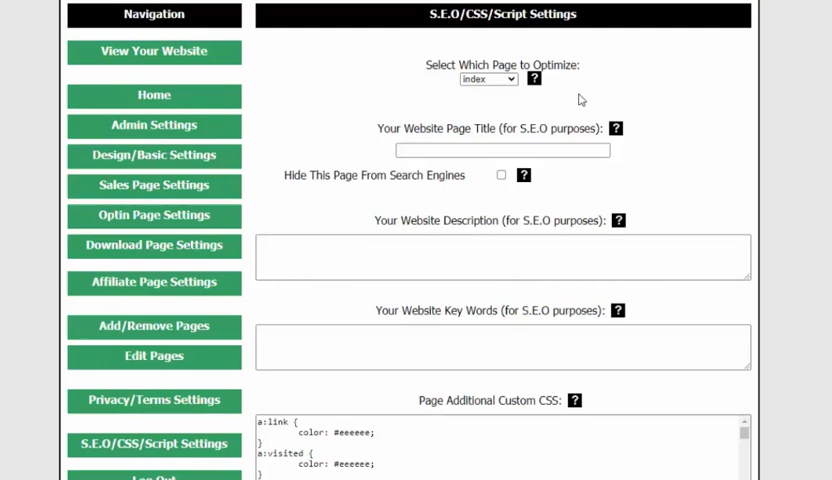 Navigation
View Your Website
Home
Admin Settings
Design/Basic Settings
Sales Page Settings
Optin Page Settings
Download Page Settings
Affiliate Page Settings
Add/Remove Pages
Edit Pages
Privacy/Terms Settings
S.E.O/CSS/Script Settings
Log Out
S.E.O/CSS/Script Settings
Select Which Page to Optimize:
index ?
Your Website Page Title (for S.E.O purposes): ?
Hide This Page From Search Engines ?
Your Website Description (for S.E.O purposes): ?
Your Website Key Words (for S.E.O purposes): ?
Page Additional Custom CSS: ?
a:link {
color: #eeeeee;
}
a:visited {
color: #eeeeee;
}